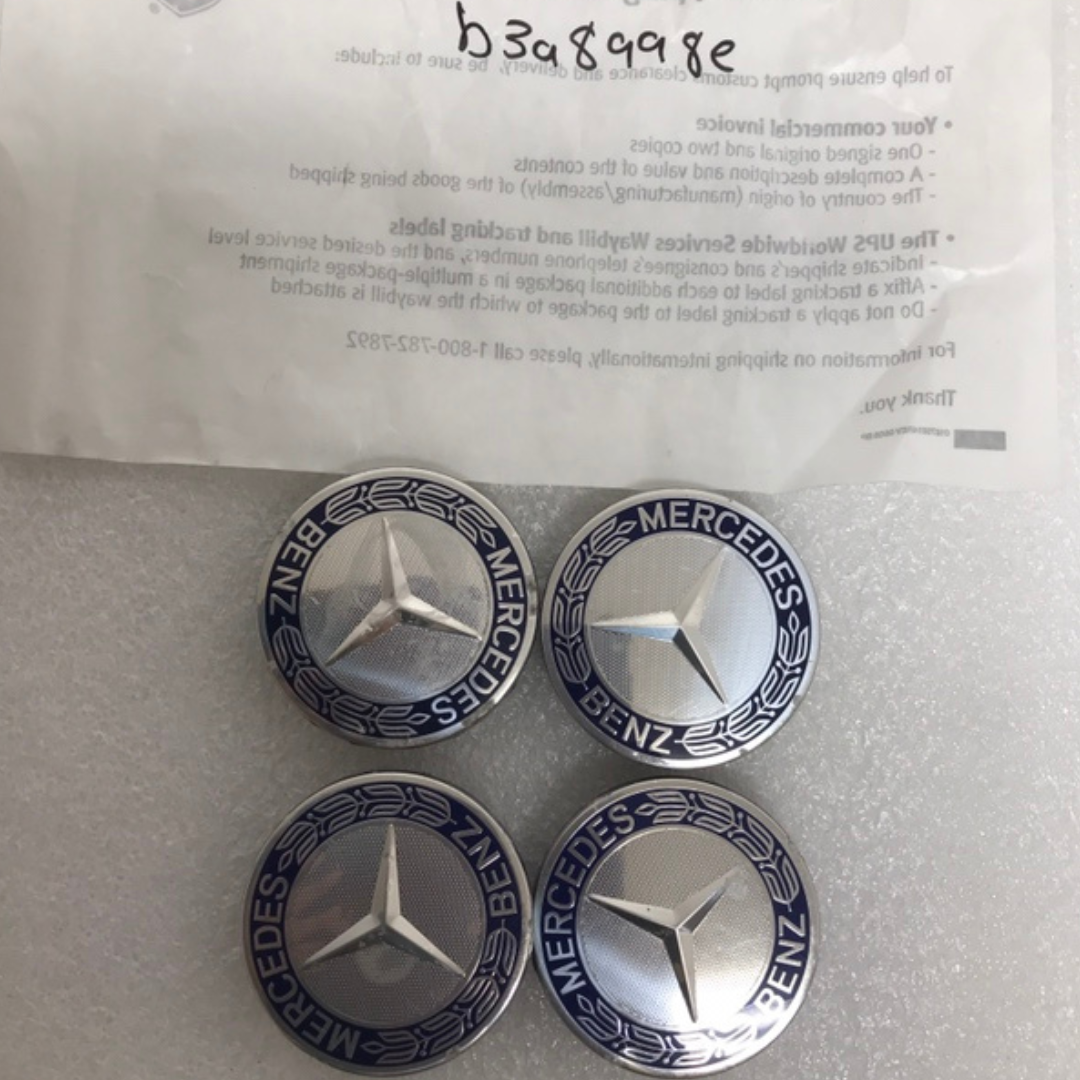 b3a8998e
To help ensure prompt customs clearance and delivery, be sure to include:
• Your commercial invoice
- One signed original and two copies
- A complete description and value of the contents
- The country of origin (manufacturing/assembly) of the goods being shipped
• The UPS Worldwide Services Waybill and tracking labels
- Indicate shipper's and consignee's telephone numbers, and the desired service level
- Affix a tracking label to each additional package in a multiple-package shipment
- Do not apply a tracking label to the package to which the waybill is attached
For information on shipping internationally, please call 1-800-782-7892
Thank you.
MERCEDES
BENZ
MERCEDES
BENZ
MERCEDES
BENZ
MERCEDES
BENZ